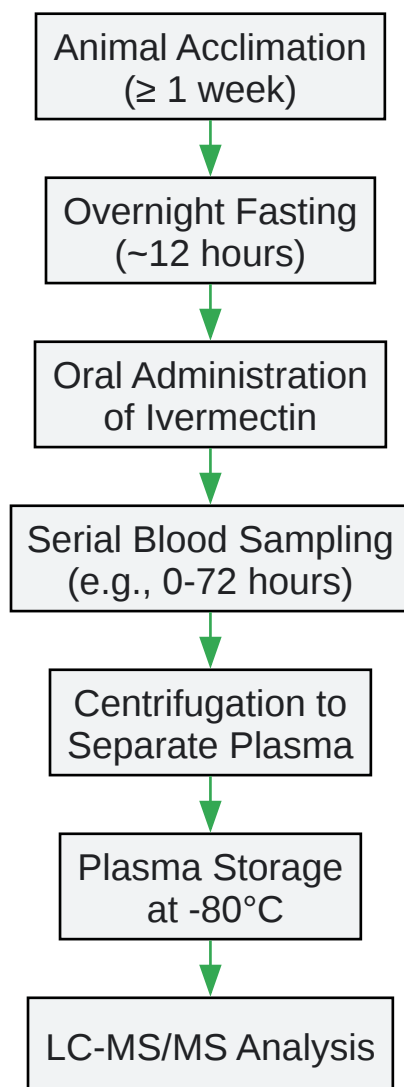 Animal Acclimation
(≥ 1 week)
Overnight Fasting
(~12 hours)
Oral Administration
of Ivermectin
Serial Blood Sampling
(e.g., 0-72 hours)
Centrifugation to
Separate Plasma
Plasma Storage
at -80°C
LC-MS/MS Analysis